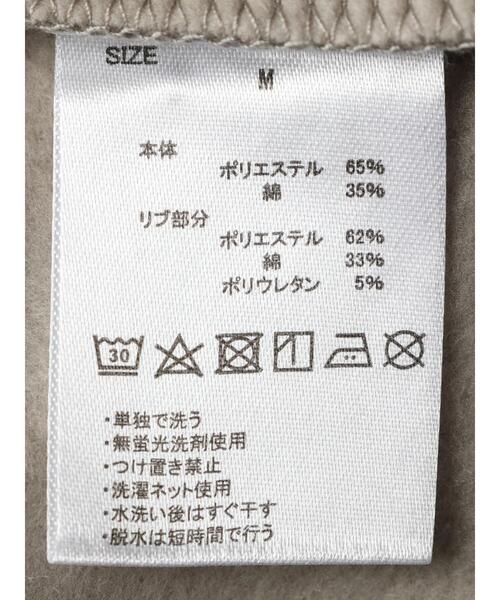 SIZE
M
本体
ポリエステル 65%
綿 35%
リブ部分
ポリエステル 62%
綿 33%
ポリウレタン 5%
30
・単独で洗う
・無蛍光洗剤使用
・つけ置き禁止
・洗濯ネット使用
・水洗い後はすぐ干す
・脱水は短時間で行う